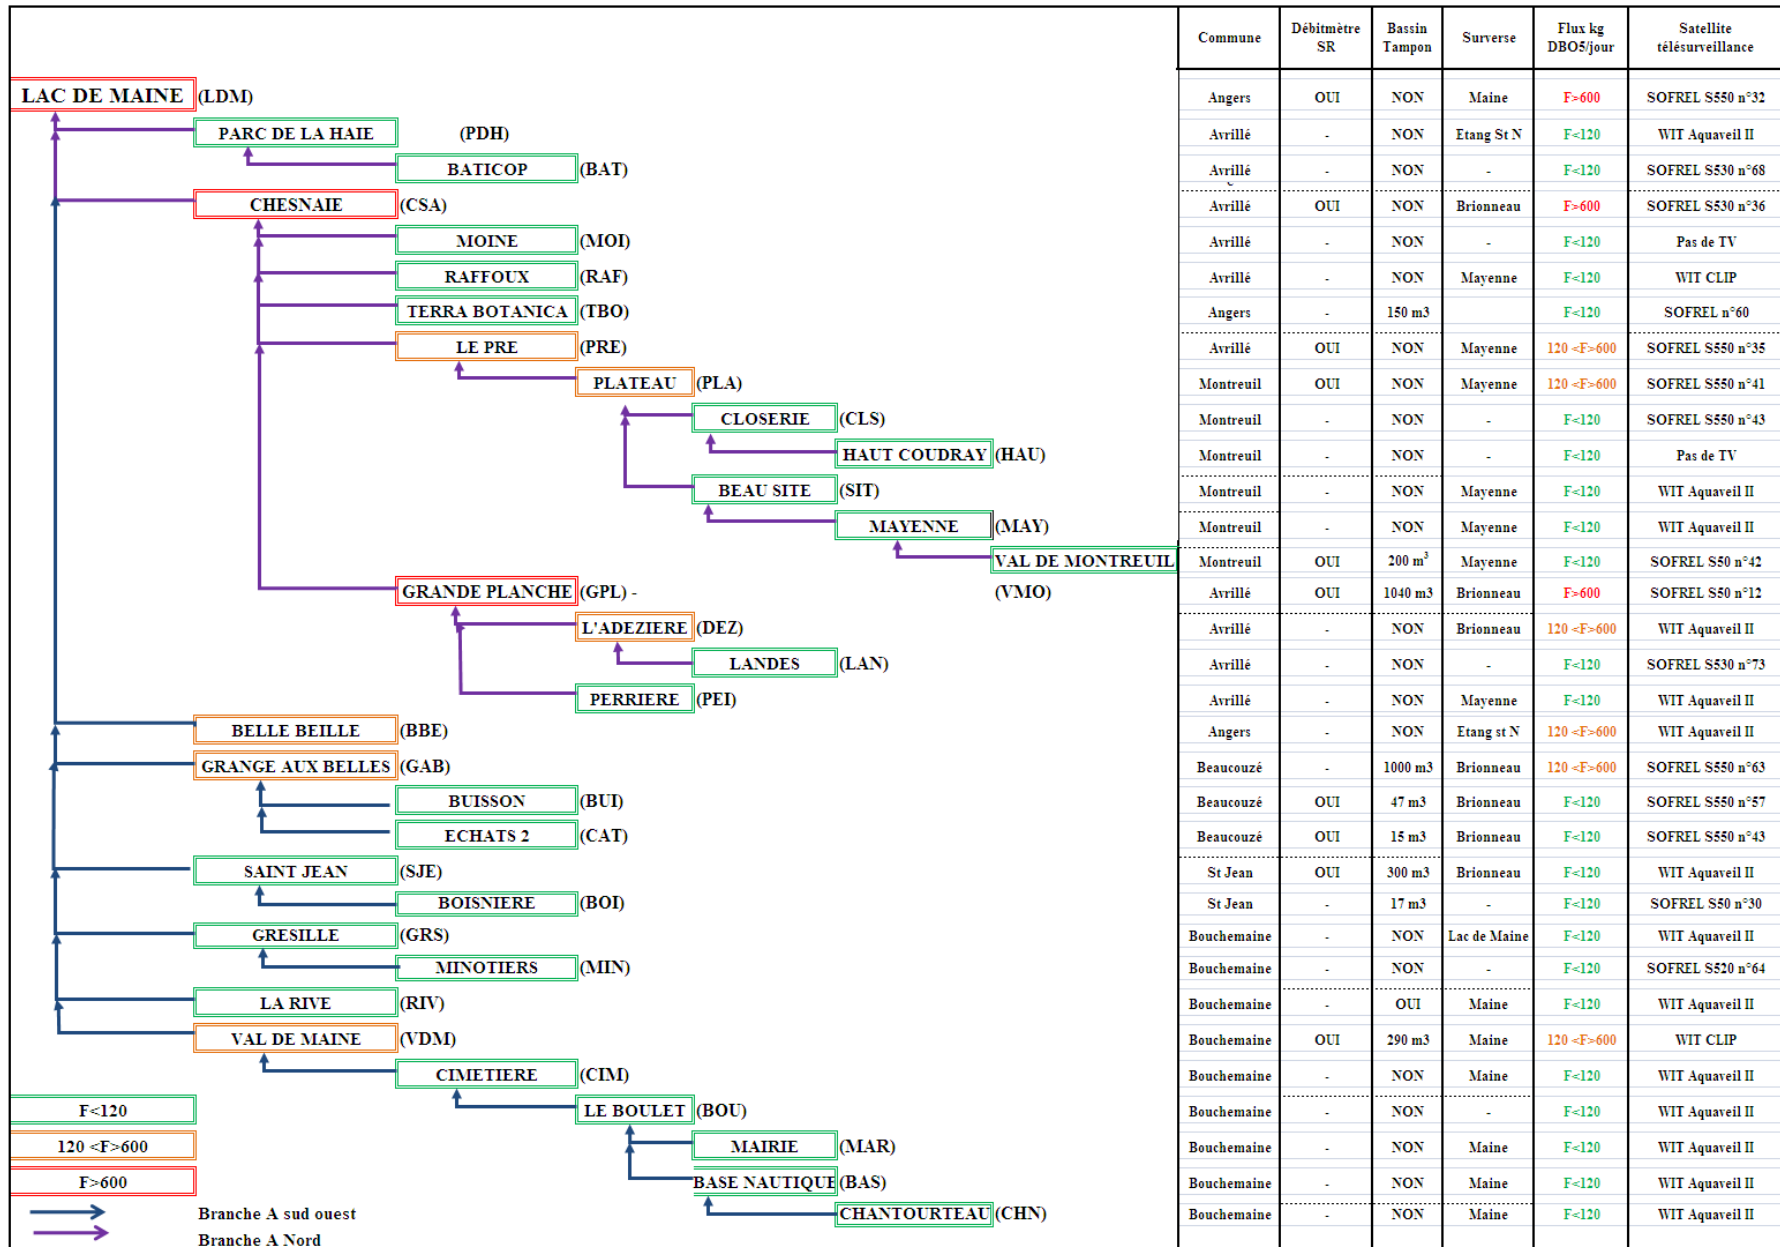 Commune Débitmètre SR Bassin Tampon Surverse Flux kg DBO5/jour Satellite télésurveillance
LAC DE MAINE (LDM) Angers OUI NON Maine F>600 SOFREL S550 n°32
PARC DE LA HAIE (PDH) Avrillé - NON Etang St N F<120 WIT Aquaveil II
BATICOP (BAT) Avrillé - NON - F<120 SOFREL S530 n°68
CHESNAIE (CSA) Avrillé OUI NON Brionneau F>600 SOFREL S530 n°36
MOINE (MOI) Avrillé - NON - F<120 Pas de TV
RAFFOUX (RAF) Avrillé - NON Mayenne F<120 WIT CLIP
TERRA BOTANICA (TBO) Angers - 150 m3 F<120 SOFREL n°60
LE PRE (PRE) Avrillé OUI NON Mayenne 120 <F>600 SOFREL S550 n°35
PLATEAU (PLA) Montreuil OUI NON Mayenne 120 <F>600 SOFREL S550 n°41
CLOSERIE (CLS) Montreuil - NON - F<120 SOFREL S550 n°43
HAUT COUDRAY (HAU) Montreuil - NON - F<120 Pas de TV
BEAU SITE (SIT) Montreuil - NON Mayenne F<120 WIT Aquaveil II
MAYENNE (MAY) Montreuil - NON Mayenne F<120 WIT Aquaveil II
VAL DE MONTREUIL Montreuil OUI 200 m³ Mayenne F<120 SOFREL S50 n°42
GRANDE PLANCHE (GPL) - (VMO) Avrillé OUI 1040 m3 Brionneau F>600 SOFREL S50 n°12
L'ADEZIERE (DEZ) Avrillé - NON Brionneau 120 <F>600 WIT Aquaveil II
LANDES (LAN) Avrillé - NON - F<120 SOFREL S530 n°73
PERRIERE (PEI) Avrillé - NON Mayenne F<120 WIT Aquaveil II
BELLE BEILLE (BBE) Angers - NON Etang st N 120 <F>600 WIT Aquaveil II
GRANGE AUX BELLES (GAB) Beaucouzé - 1000 m3 Brionneau 120 <F>600 SOFREL S550 n°63
BUISSON (BUI) Beaucouzé OUI 47 m3 Brionneau F<120 SOFREL S550 n°57
ECHATS 2 (CAT) Beaucouzé OUI 15 m3 Brionneau F<120 SOFREL S550 n°43
SAINT JEAN (SJE) St Jean OUI 300 m3 Brionneau F<120 WIT Aquaveil II
BOISNIERE (BOI) St Jean - 17 m3 - F<120 SOFREL S50 n°30
GRESILLE (GRS) Bouchemaine - NON Lac de Maine F<120 WIT Aquaveil II
MINOTIERS (MIN) Bouchemaine - NON - F<120 SOFREL S520 n°64
LA RIVE (RIV) Bouchemaine - OUI Maine F<120 WIT Aquaveil II
VAL DE MAINE (VDM) Bouchemaine OUI 290 m3 Maine 120 <F>600 WIT CLIP
CIMETIERE (CIM) Bouchemaine - NON Maine F<120 WIT Aquaveil II
F<120 LE BOULET (BOU) Bouchemaine - NON - F<120 WIT Aquaveil II
120 <F>600 MAIRIE (MAR) Bouchemaine - NON Maine F<120 WIT Aquaveil II
F>600 BASE NAUTIQUE (BAS) Bouchemaine - NON Maine F<120 WIT Aquaveil II
Branche A sud ouest CHANTOURTEAU (CHN) Bouchemaine - NON Maine F<120 WIT Aquaveil II
Branche A Nord